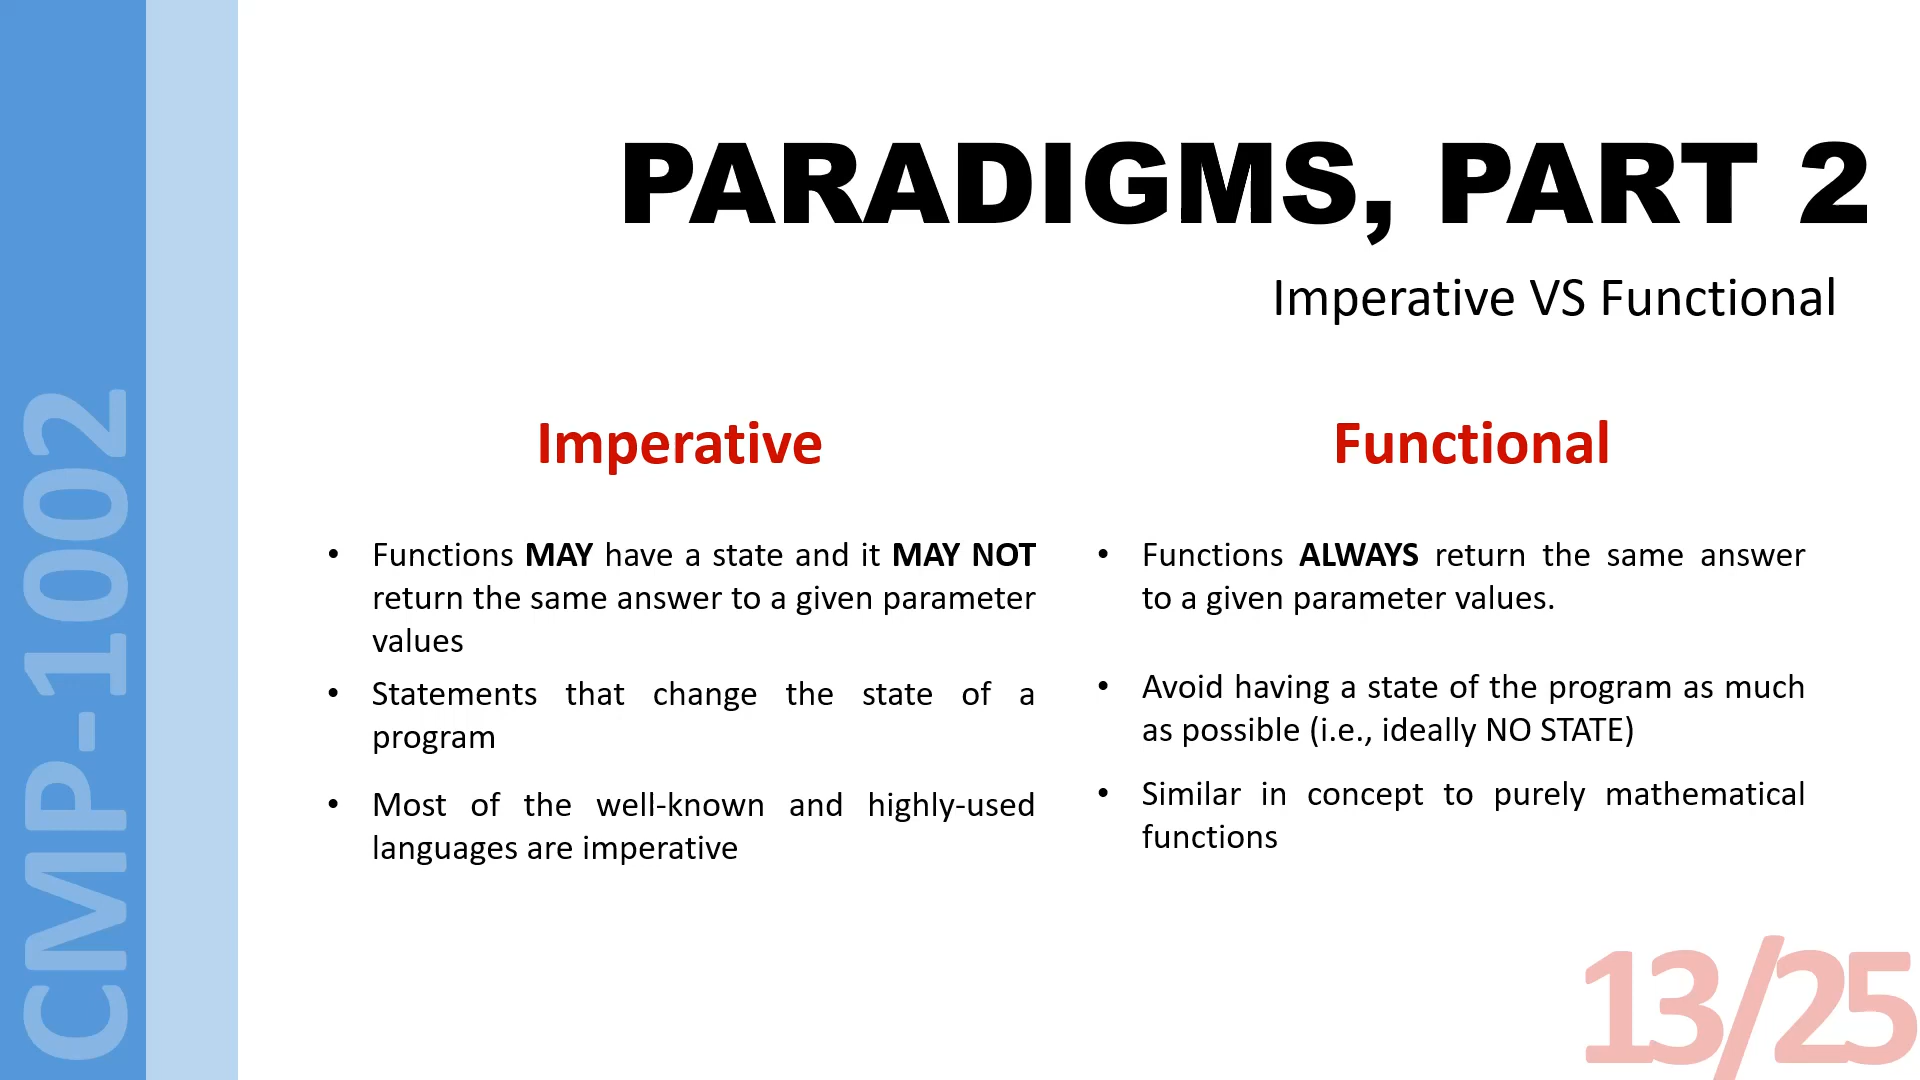 CMP-1002
PARADIGMS, PART 2
Imperative VS Functional
Imperative
• Functions MAY have a state and it MAY NOT
return the same answer to a given parameter
values
• Statements that change the state of a
program
• Most of the well-known and highly-used
languages are imperative
Functional
• Functions ALWAYS return the same answer
to a given parameter values.
• Avoid having a state of the program as much
as possible (i.e., ideally NO STATE)
• Similar in concept to purely mathematical
functions
13/25